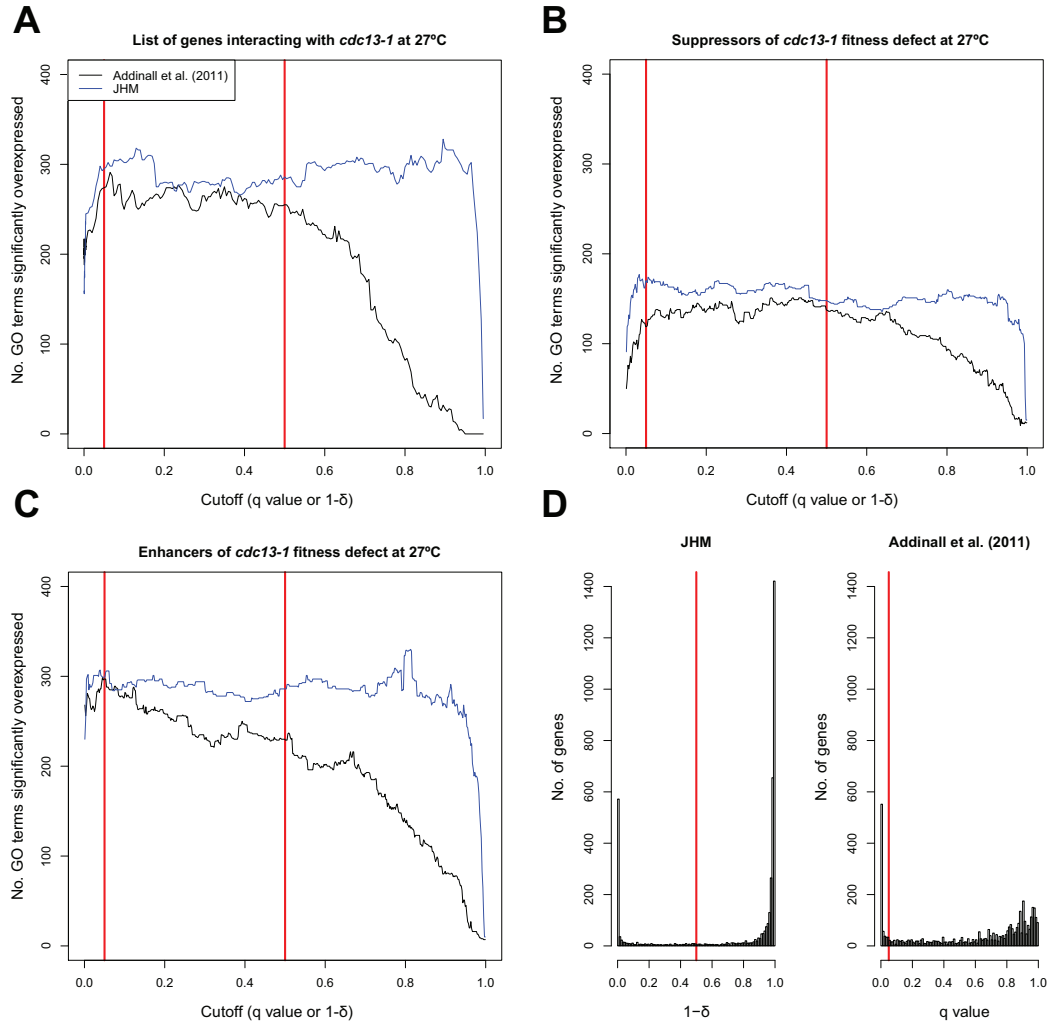 A
List of genes interacting with cdc13-1 at 27ºC
Addinall et al. (2011)
JHM
No. GO terms significantly overexpressed
0
100
200
300
400
0.0
0.2
0.4
0.6
0.8
1.0
Cutoff (q value or 1-δ)
B
Suppressors of cdc13-1 fitness defect at 27ºC
No. GO terms significantly overexpressed
0
100
200
300
400
0.0
0.2
0.4
0.6
0.8
1.0
Cutoff (q value or 1-δ)
C
Enhancers of cdc13-1 fitness defect at 27ºC
No. GO terms significantly overexpressed
0
100
200
300
400
0.0
0.2
0.4
0.6
0.8
1.0
Cutoff (q value or 1-δ)
D
JHM
No. of genes
0
200
400
600
800
1000
1200
1400
0.0
0.2
0.4
0.6
0.8
1.0
1−δ
Addinall et al. (2011)
No. of genes
0
200
400
600
800
1000
1200
1400
0.0
0.2
0.4
0.6
0.8
1.0
q value